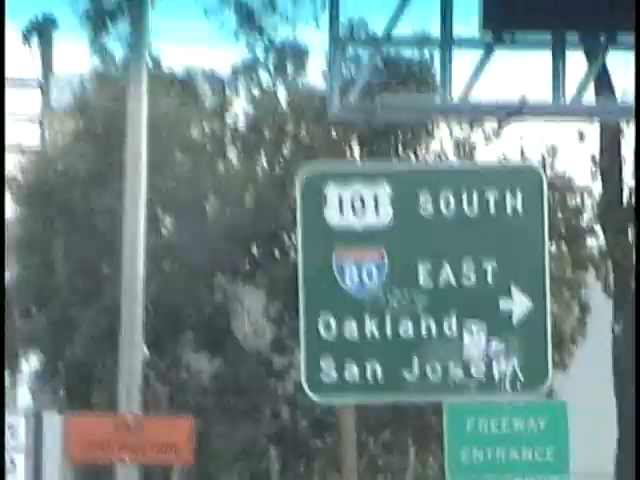 101 SOUTH
80 EAST
Oakland
San Jose
FREEWAY
ENTRANCE